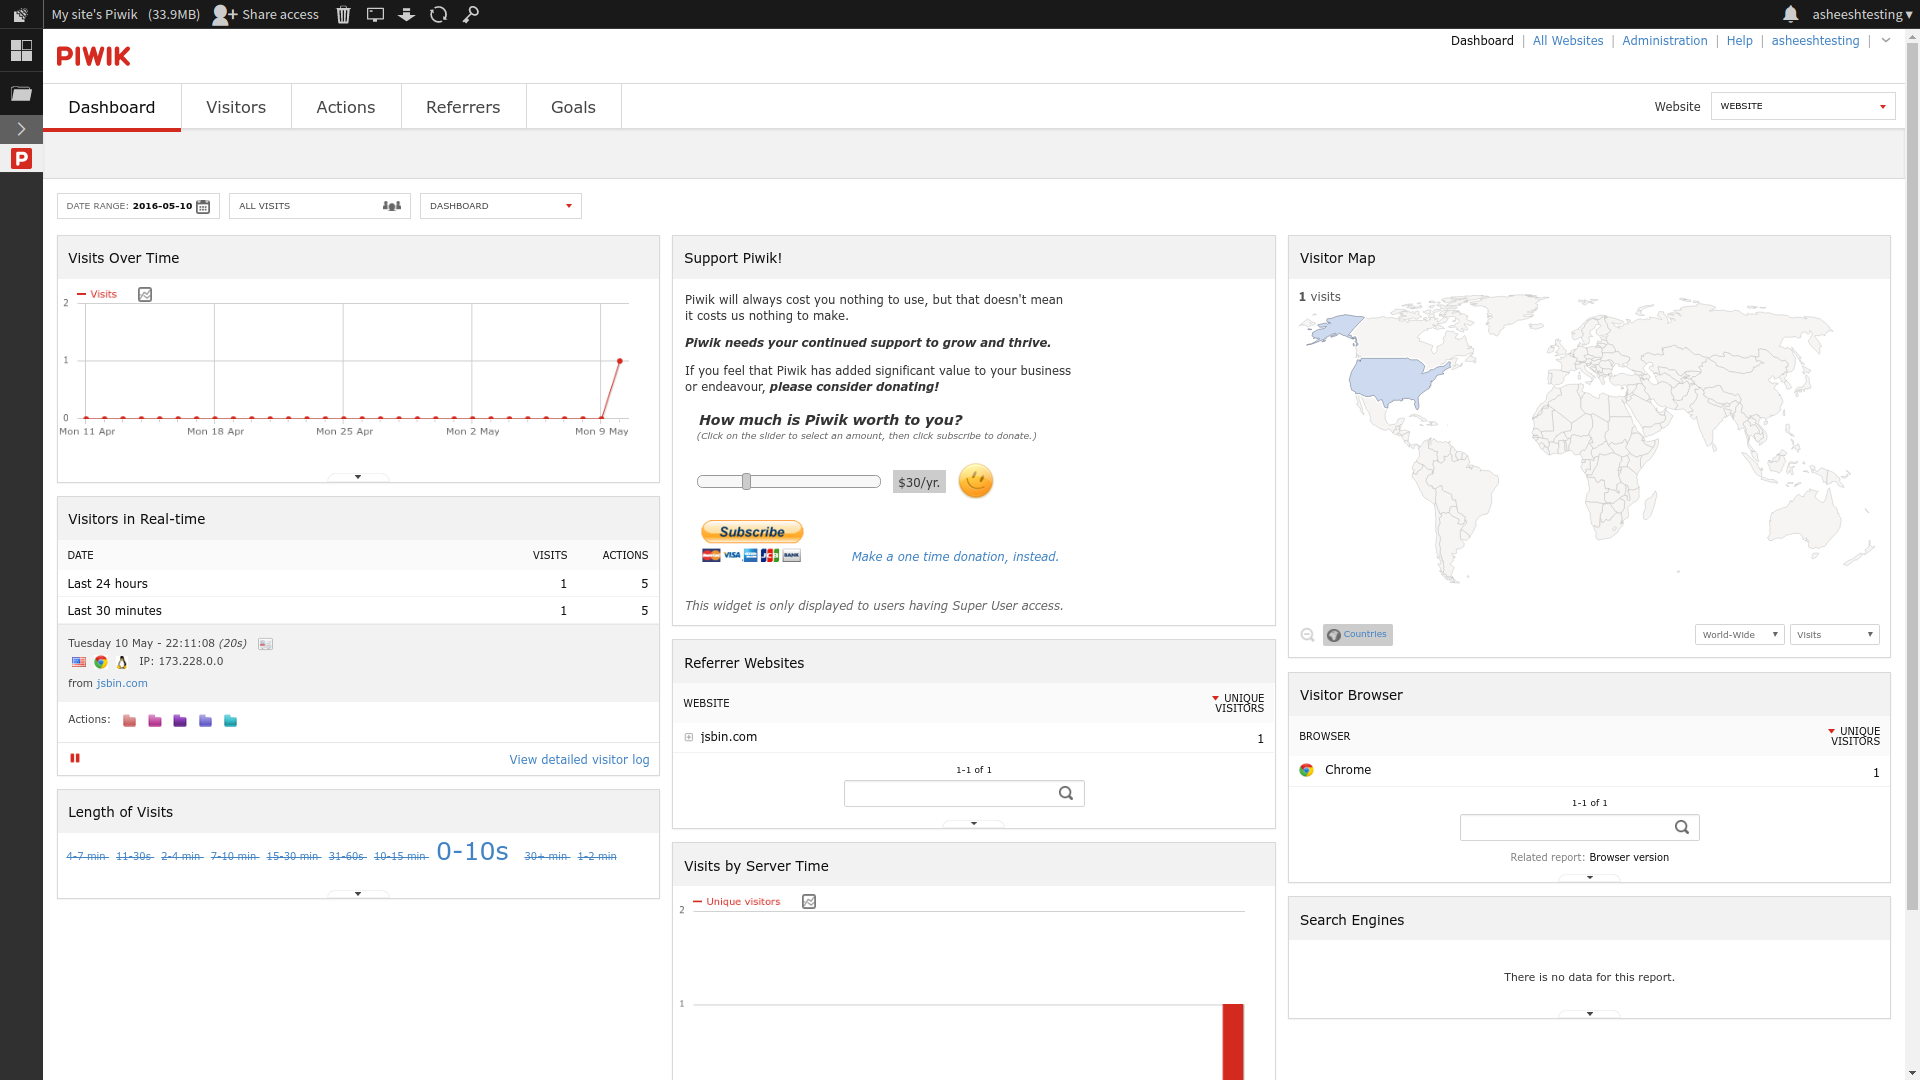 My site's Piwik (33.9MB) Share access
asheeshtesting ▾
PIWIK
Dashboard | All Websites | Administration | Help | asheeshtesting |
Dashboard Visitors Actions Referrers Goals
Website WEBSITE
P
DATE RANGE: 2016-05-10
ALL VISITS
DASHBOARD
Visits Over Time
Visits
2
1
0
Mon 11 Apr Mon 18 Apr Mon 25 Apr Mon 2 May Mon 9 May
Visitors in Real-time
DATE VISITS ACTIONS
Last 24 hours 1 5
Last 30 minutes 1 5
Tuesday 10 May - 22:11:08 (20s)
IP: 173.228.0.0
from jsbin.com
Actions:
View detailed visitor log
Length of Visits
4-7 min 11-30s 2-4 min 7-10 min 15-30 min 31-60s 10-15 min 0-10s 30+ min 1-2 min
Support Piwik!
Piwik will always cost you nothing to use, but that doesn't mean
it costs us nothing to make.
Piwik needs your continued support to grow and thrive.
If you feel that Piwik has added significant value to your business
or endeavour, please consider donating!
How much is Piwik worth to you?
(Click on the slider to select an amount, then click subscribe to donate.)
$30/yr.
Subscribe
VISA JCB BANK
Make a one time donation, instead.
This widget is only displayed to users having Super User access.
Referrer Websites
WEBSITE UNIQUE
VISITORS
jsbin.com 1
1-1 of 1
Visits by Server Time
Unique visitors
2
1
Visitor Map
1 visits
Countries
World-Wide
Visits
Visitor Browser
BROWSER UNIQUE
VISITORS
Chrome 1
1-1 of 1
Related report: Browser version
Search Engines
There is no data for this report.